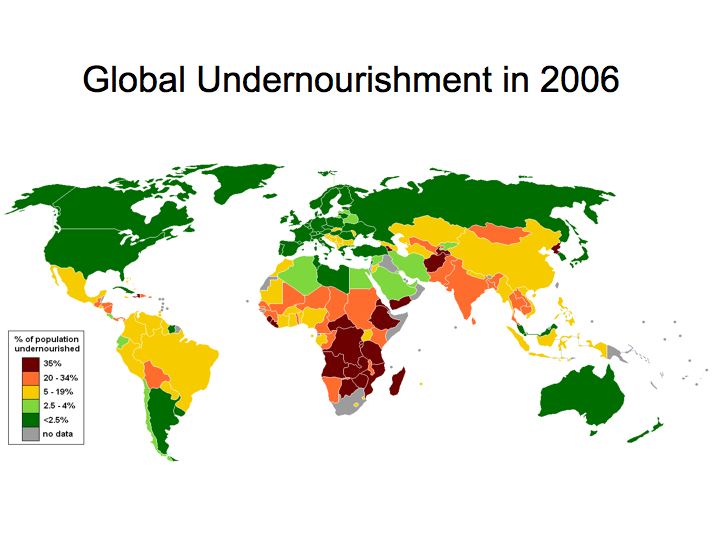 Global Undernourishment in 2006
% of population
undernourished
35%
20 - 34%
5 - 19%
2.5 - 4%
<2.5%
no data